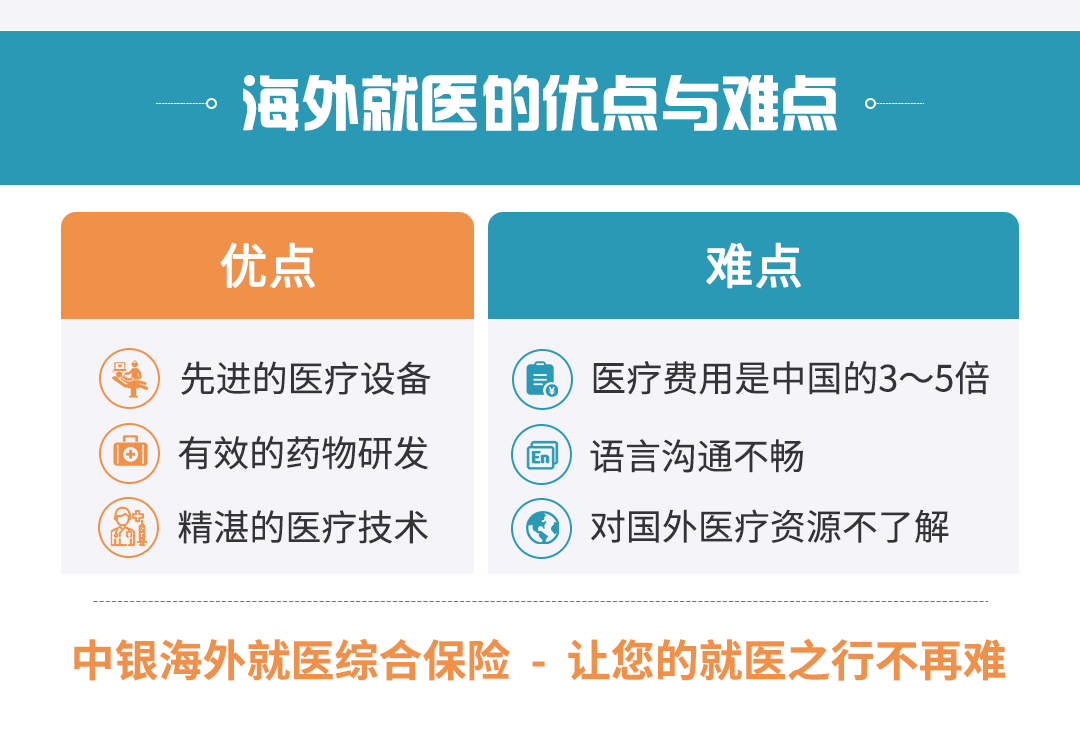 海外就医的优点与难点
优点
先进的医疗设备
有效的药物研发
精湛的医疗技术
难点
¥
医疗费用是中国的3～5倍
En
语言沟通不畅
对国外医疗资源不了解
中银海外就医综合保险 - 让您的就医之行不再难